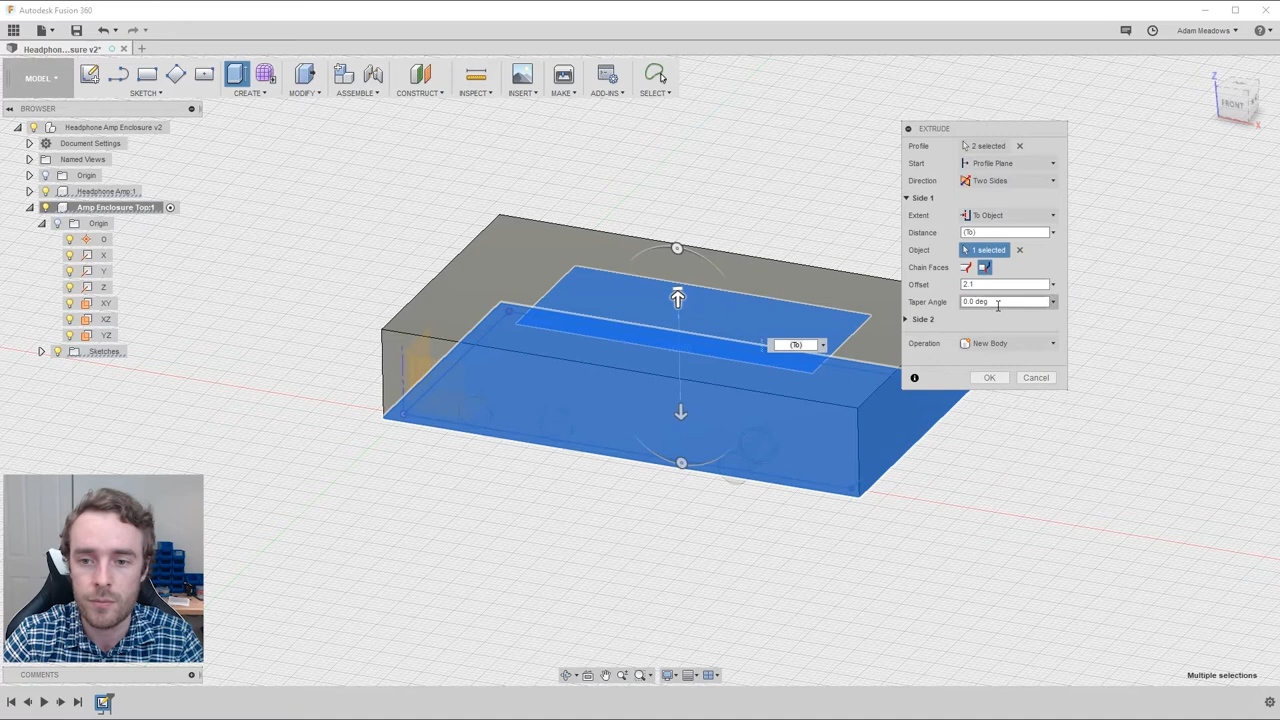 Autodesk Fusion 360
Adam Meadows
Headphon...sure v2*
MODEL
SKETCH
CREATE
MODIFY
ASSEMBLE
CONSTRUCT
INSPECT
INSERT
MAKE
ADD-INS
SELECT
BROWSER
Headphone Amp Enclosure v2
Document Settings
Named Views
Origin
Headphone Amp:1
Amp Enclosure Top:1
Origin
O
X
Y
Z
XY
XZ
YZ
Sketches
Z
FRONT
X
(To)
EXTRUDE
Profile 2 selected
Start Profile Plane
Direction Two Sides
Side 1
Extent To Object
Distance (To)
Object 1 selected
Chain Faces
Offset 2.1
Taper Angle 0.0 deg
Side 2
Operation New Body
OK Cancel
COMMENTS
Multiple selections